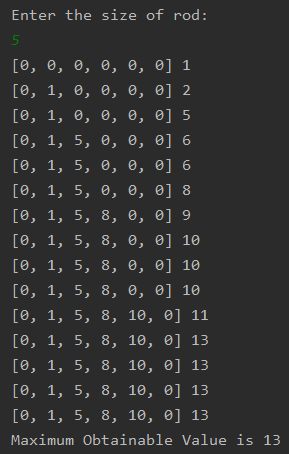 Enter the size of rod:
5
[0, 0, 0, 0, 0, 0] 1
[0, 1, 0, 0, 0, 0] 2
[0, 1, 0, 0, 0, 0] 5
[0, 1, 5, 0, 0, 0] 6
[0, 1, 5, 0, 0, 0] 6
[0, 1, 5, 0, 0, 0] 8
[0, 1, 5, 8, 0, 0] 9
[0, 1, 5, 8, 0, 0] 10
[0, 1, 5, 8, 0, 0] 10
[0, 1, 5, 8, 0, 0] 10
[0, 1, 5, 8, 10, 0] 11
[0, 1, 5, 8, 10, 0] 13
[0, 1, 5, 8, 10, 0] 13
[0, 1, 5, 8, 10, 0] 13
[0, 1, 5, 8, 10, 0] 13
Maximum Obtainable Value is 13